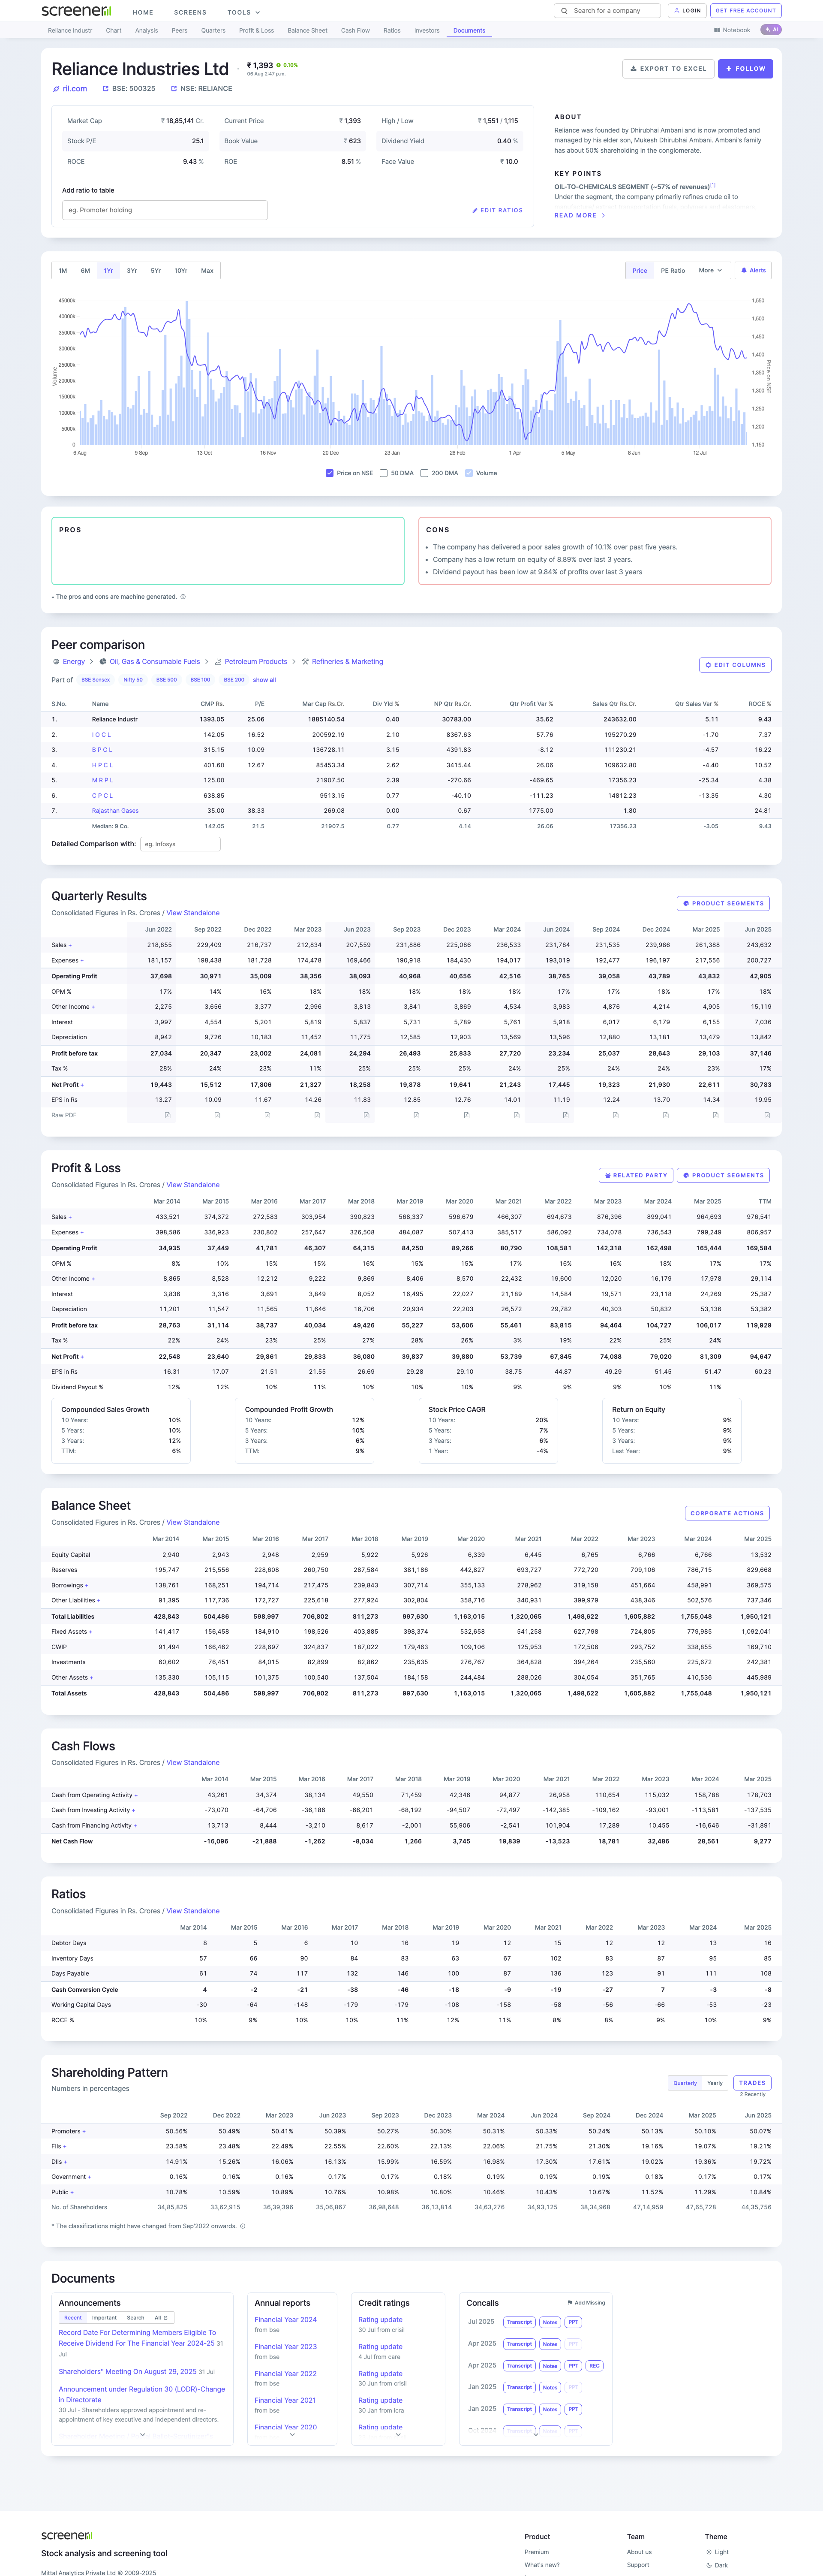 screener
HOME SCREENS TOOLS
Search for a company
LOGIN
GET FREE ACCOUNT
Reliance Industr Chart Analysis Peers Quarters Profit & Loss Balance Sheet Cash Flow Ratios Investors Documents Notebook AI
Reliance Industries Ltd
₹ 1,393 0.10%
06 Aug 2:47 p.m.
EXPORT TO EXCEL FOLLOW
ril.com BSE: 500325 NSE: RELIANCE
Market Cap ₹ 18,85,141 Cr. Current Price ₹ 1,393 High / Low ₹ 1,551 / 1,115
Stock P/E 25.1 Book Value ₹ 623 Dividend Yield 0.40 %
ROCE 9.43 % ROE 8.51 % Face Value ₹ 10.0
Add ratio to table
eg. Promoter holding
EDIT RATIOS
ABOUT
Reliance was founded by Dhirubhai Ambani and is now promoted
and managed by his elder son, Mukesh Dhirubhai Ambani. Ambani's family
has about 50% shareholding in the conglomerate.
KEY POINTS
OIL-TO-CHEMICALS SEGMENT (~57% of revenues)[1]
Under the segment, the company primarily refines crude oil to
READ MORE
1M 6M 1Yr 3Yr 5Yr 10Yr Max
Price PE Ratio More Alerts
45000k 40000k 35000k 30000k 25000k 20000k 15000k 10000k 5000k 0
Volume
1,550 1,500 1,450 1,400 1,350 1,300 1,250 1,200 1,150
Price on NSE
6 Aug 9 Sep 13 Oct 16 Nov 20 Dec 23 Jan 26 Feb 1 Apr 5 May 8 Jun 12 Jul
Price on NSE 50 DMA 200 DMA Volume
PROS
CONS
The company has delivered a poor sales growth of 10.1% over past five years.
Company has a low return on equity of 8.89% over last 3 years.
Dividend payout has been low at 9.84% of profits over last 3 years
* The pros and cons are machine generated.
Peer comparison
Energy Oil, Gas & Consumable Fuels Petroleum Products Refineries & Marketing
EDIT COLUMNS
Part of BSE Sensex Nifty 50 BSE 500 BSE 100 BSE 200 show all
S.No. Name CMP Rs. P/E Mar Cap Rs.Cr. Div Yld % NP Qtr Rs.Cr. Qtr Profit Var % Sales Qtr Rs.Cr. Qtr Sales Var % ROCE %
1. Reliance Industr 1393.05 25.06 1885140.54 0.40 30783.00 35.62 243632.00 5.11 9.43
2. I O C L 142.05 16.52 200592.19 2.10 8367.63 57.76 195270.29 -1.70 7.37
3. B P C L 315.15 10.09 136728.11 3.15 4391.83 -8.12 111230.21 -4.57 16.22
4. H P C L 401.60 12.67 85453.34 2.62 3415.44 26.06 109632.80 -4.40 10.52
5. M R P L 125.00 21907.50 2.39 -270.66 -469.65 17356.23 -25.34 4.38
6. C P C L 638.85 9513.15 0.77 -40.10 -111.23 14812.23 -13.35 4.30
7. Rajasthan Gases 35.00 38.33 269.08 0.00 0.67 1775.00 1.80 24.81
Median: 9 Co. 142.05 21.5 21907.5 0.77 4.14 26.06 17356.23 -3.05 9.43
Detailed Comparison with: eg. Infosys
Quarterly Results
PRODUCT SEGMENTS
Consolidated Figures in Rs. Crores / View Standalone
Jun 2022 Sep 2022 Dec 2022 Mar 2023 Jun 2023 Sep 2023 Dec 2023 Mar 2024 Jun 2024 Sep 2024 Dec 2024 Mar 2025 Jun 2025
Sales + 218,855 229,409 216,737 212,834 207,559 231,886 225,086 236,533 231,784 231,535 239,986 261,388 243,632
Expenses + 181,157 198,438 181,728 174,478 169,466 190,918 184,430 194,017 193,019 192,477 196,197 217,556 200,727
Operating Profit 37,698 30,971 35,009 38,356 38,093 40,968 40,656 42,516 38,765 39,058 43,789 43,832 42,905
OPM % 17% 14% 16% 18% 18% 18% 18% 18% 17% 17% 18% 17% 18%
Other Income + 2,275 3,656 3,377 2,996 3,813 3,841 3,869 4,534 3,983 4,876 4,214 4,905 15,119
Interest 3,997 4,554 5,201 5,819 5,837 5,731 5,789 5,761 5,918 6,017 6,179 6,155 7,036
Depreciation 8,942 9,726 10,183 11,452 11,775 12,585 12,903 13,569 13,596 12,880 13,181 13,479 13,842
Profit before tax 27,034 20,347 23,002 24,081 24,294 26,493 25,833 27,720 23,234 25,037 28,643 29,103 37,146
Tax % 28% 24% 23% 11% 25% 25% 25% 24% 25% 24% 24% 23% 17%
Net Profit + 19,443 15,512 17,806 21,327 18,258 19,878 19,641 21,243 17,445 19,323 21,930 22,611 30,783
EPS in Rs 13.27 10.09 11.67 14.26 11.83 12.85 12.76 14.01 11.19 12.24 13.70 14.34 19.95
Raw PDF
Profit & Loss
RELATED PARTY PRODUCT SEGMENTS
Consolidated Figures in Rs. Crores / View Standalone
Mar 2014 Mar 2015 Mar 2016 Mar 2017 Mar 2018 Mar 2019 Mar 2020 Mar 2021 Mar 2022 Mar 2023 Mar 2024 Mar 2025 TTM
Sales + 433,521 374,372 272,583 303,954 390,823 568,337 596,679 466,307 694,673 876,396 899,041 964,693 976,541
Expenses + 398,586 336,923 230,802 257,647 326,508 484,087 507,413 385,517 586,092 734,078 736,543 799,249 806,957
Operating Profit 34,935 37,449 41,781 46,307 64,315 84,250 89,266 80,790 108,581 142,318 162,498 165,444 169,584
OPM % 8% 10% 15% 15% 16% 15% 15% 17% 16% 16% 18% 17% 17%
Other Income + 8,865 8,528 12,212 9,222 9,869 8,406 8,570 22,432 19,600 12,020 16,179 17,978 29,114
Interest 3,836 3,316 3,691 3,849 8,052 16,495 22,027 21,189 14,584 19,571 23,118 24,269 25,387
Depreciation 11,201 11,547 11,565 11,646 16,706 20,934 22,203 26,572 29,782 40,303 50,832 53,136 53,382
Profit before tax 28,763 31,114 38,737 40,034 49,426 55,227 53,606 55,461 83,815 94,464 104,727 106,017 119,929
Tax % 22% 24% 23% 25% 27% 28% 26% 3% 19% 22% 25% 24%
Net Profit + 22,548 23,640 29,861 29,833 36,080 39,837 39,880 53,739 67,845 74,088 79,020 81,309 94,647
EPS in Rs 16.31 17.07 21.51 21.55 26.69 29.28 29.10 38.75 44.87 49.29 51.45 51.47 60.23
Dividend Payout % 12% 12% 10% 11% 10% 10% 10% 9% 9% 9% 10% 11%
Compounded Sales Growth Compounded Profit Growth Stock Price CAGR Return on Equity
10 Years: 10% 10 Years: 12% 10 Years: 20% 10 Years: 9%
5 Years: 10% 5 Years: 10% 5 Years: 7% 5 Years: 9%
3 Years: 12% 3 Years: 6% 3 Years: 6% 3 Years: 9%
TTM: 6% TTM: 9% 1 Year: -4% Last Year: 9%
Balance Sheet
CORPORATE ACTIONS
Consolidated Figures in Rs. Crores / View Standalone
Mar 2014 Mar 2015 Mar 2016 Mar 2017 Mar 2018 Mar 2019 Mar 2020 Mar 2021 Mar 2022 Mar 2023 Mar 2024 Mar 2025
Equity Capital 2,940 2,943 2,948 2,959 5,922 5,926 6,339 6,445 6,765 6,766 6,766 13,532
Reserves 195,747 215,556 228,608 260,750 287,584 381,186 442,827 693,727 772,720 709,106 786,715 829,668
Borrowings + 138,761 168,251 194,714 217,475 239,843 307,714 355,133 278,962 319,158 451,664 458,991 369,575
Other Liabilities + 91,395 117,736 172,727 225,618 277,924 302,804 358,716 340,931 399,979 438,346 502,576 737,346
Total Liabilities 428,843 504,486 598,997 706,802 811,273 997,630 1,163,015 1,320,065 1,498,622 1,605,882 1,755,048 1,950,121
Fixed Assets + 141,417 156,458 184,910 198,526 403,885 398,374 532,658 541,258 627,798 724,805 779,985 1,092,041
CWIP 91,494 166,462 228,697 324,837 187,022 179,463 109,106 125,953 172,506 293,752 338,855 169,710
Investments 60,602 76,451 84,015 82,899 82,862 235,635 276,767 364,828 394,264 235,560 225,672 242,381
Other Assets + 135,330 105,115 101,375 100,540 137,504 184,158 244,484 288,026 304,054 351,765 410,536 445,989
Total Assets 428,843 504,486 598,997 706,802 811,273 997,630 1,163,015 1,320,065 1,498,622 1,605,882 1,755,048 1,950,121
Cash Flows
Consolidated Figures in Rs. Crores / View Standalone
Mar 2014 Mar 2015 Mar 2016 Mar 2017 Mar 2018 Mar 2019 Mar 2020 Mar 2021 Mar 2022 Mar 2023 Mar 2024 Mar 2025
Cash from Operating Activity + 43,261 34,374 38,134 49,550 71,459 42,346 94,877 26,958 110,654 115,032 158,788 178,703
Cash from Investing Activity + -73,070 -64,706 -36,186 -66,201 -68,192 -94,507 -72,497 -142,385 -109,162 -93,001 -113,581 -137,535
Cash from Financing Activity + 13,713 8,444 -3,210 8,617 -2,001 55,906 -2,541 101,904 17,289 10,455 -16,646 -31,891
Net Cash Flow -16,096 -21,888 -1,262 -8,034 1,266 3,745 19,839 -13,523 18,781 32,486 28,561 9,277
Ratios
Consolidated Figures in Rs. Crores / View Standalone
Mar 2014 Mar 2015 Mar 2016 Mar 2017 Mar 2018 Mar 2019 Mar 2020 Mar 2021 Mar 2022 Mar 2023 Mar 2024 Mar 2025
Debtor Days 8 5 6 10 16 19 12 15 12 12 13 16
Inventory Days 57 66 90 84 83 63 67 102 83 87 95 85
Days Payable 61 74 117 132 146 100 87 136 123 91 111 108
Cash Conversion Cycle 4 -2 -21 -38 -46 -18 -9 -19 -27 7 -3 -8
Working Capital Days -30 -64 -148 -179 -179 -108 -158 -58 -56 -66 -53 -23
ROCE % 10% 9% 10% 10% 11% 12% 11% 8% 8% 9% 10% 9%
Shareholding Pattern
Numbers in percentages
Quarterly Yearly TRADES
2 Recently
Sep 2022 Dec 2022 Mar 2023 Jun 2023 Sep 2023 Dec 2023 Mar 2024 Jun 2024 Sep 2024 Dec 2024 Mar 2025 Jun 2025
Promoters + 50.56% 50.49% 50.41% 50.39% 50.27% 50.30% 50.31% 50.33% 50.24% 50.13% 50.10% 50.07%
FIIs + 23.58% 23.48% 22.49% 22.55% 22.60% 22.13% 22.06% 21.75% 21.30% 19.16% 19.07% 19.21%
DIIs + 14.91% 15.26% 16.06% 16.13% 15.99% 16.59% 16.98% 17.30% 17.61% 19.02% 19.36% 19.72%
Government + 0.16% 0.16% 0.16% 0.17% 0.17% 0.18% 0.19% 0.19% 0.19% 0.18% 0.17% 0.17%
Public + 10.78% 10.59% 10.89% 10.76% 10.98% 10.80% 10.46% 10.43% 10.67% 11.52% 11.29% 10.84%
No. of Shareholders 34,85,825 33,62,915 36,39,396 35,06,867 36,98,648 36,13,814 34,63,276 34,93,125 38,34,968 47,14,959 47,65,728 44,35,756
* The classifications might have changed from Sep'2022 onwards.
Documents
Announcements
Recent Important Search All
Record Date For Determining Members Eligible To
Receive Dividend For The Financial Year 2024-25 31
Jul
Shareholders" Meeting On August 29, 2025 31 Jul
Announcement under Regulation 30 (LODR)-Change
in Directorate
30 Jul - Shareholders approved appointment and re-
appointment of key executive and independent directors.
Annual reports
Financial Year 2024
from bse
Financial Year 2023
from bse
Financial Year 2022
from bse
Financial Year 2021
from bse
Financial Year 2020
Credit ratings
Rating update
30 Jul from crisil
Rating update
4 Jul from care
Rating update
30 Jun from crisil
Rating update
30 Jan from icra
Rating update
Concalls
Add Missing
Jul 2025 Transcript Notes PPT
Apr 2025 Transcript Notes PPT
Apr 2025 Transcript Notes PPT REC
Jan 2025 Transcript Notes PPT
Jan 2025 Transcript Notes PPT
screener
Stock analysis and screening tool
Mittal Analytics Private Ltd © 2009-2025
Product
Premium
What's new?
Team
About us
Support
Theme
Light
Dark